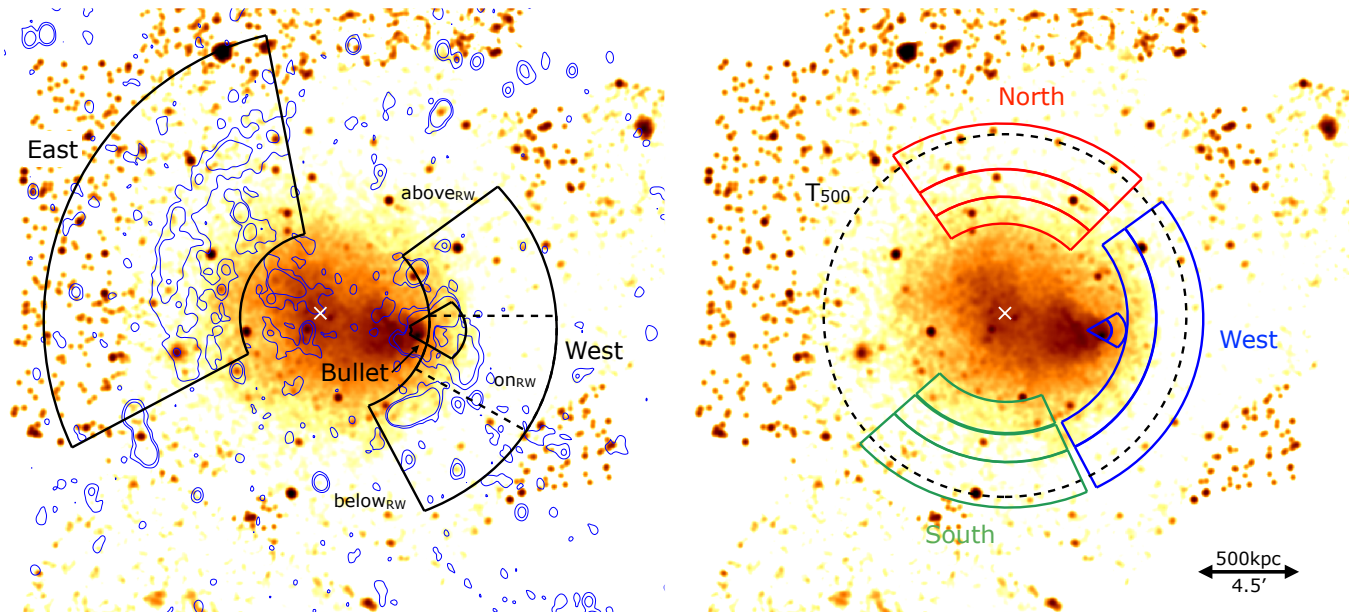 East
above_RW
West
Bullet
on_RW
below_RW
North
T_500
West
South
500kpc
4.5′